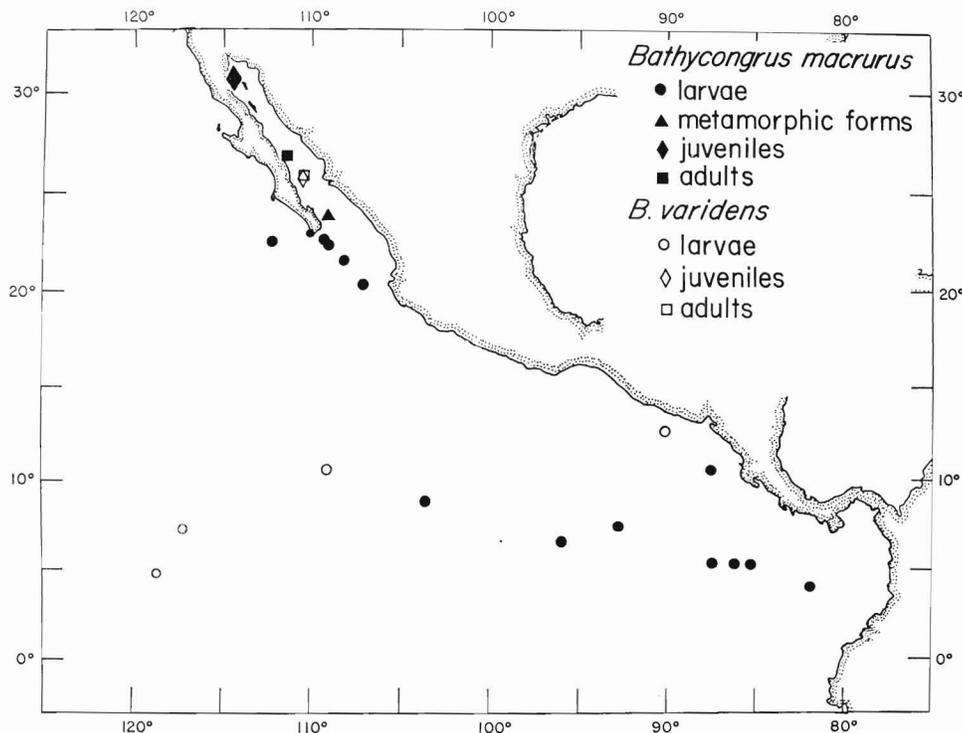 120° 110° 100° 90° 80°
Bathycongrus macrurus
larvae
metamorphic forms
juveniles
adults
B. varidens
larvae
juveniles
adults
30° 30°
20° 20°
10° 10°
0° 0°
120° 110° 100° 90° 80°